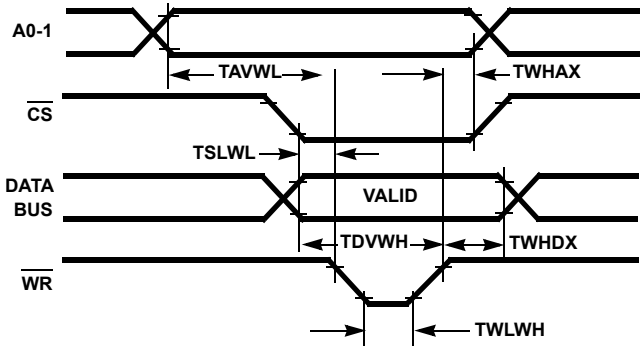 A0-1
TAVWL
TWHAX
CS
TSLWL
DATA
BUS
VALID
TDVWH
TWHDX
WR
TWLWH